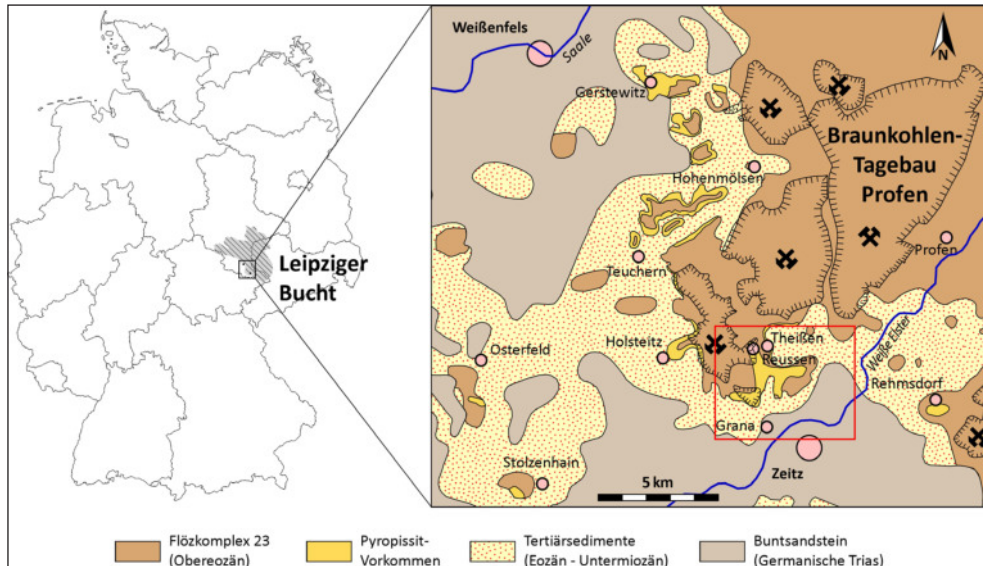 Leipziger
Bucht
Weißenfels
Saale
N
Gerstewitz
Braunkohlen-
Tagebau
Profen
Hohenmölsen
Profen
Teuchern
Weiße Elster
Theißen
Holsteitz
Reussen
Osterfeld
Rehmsdorf
Grana
Zeitz
Stolzenhain
5 km
Flözkomplex 23
(Obereozän)
Pyropissit-
Vorkommen
Tertiärsedimente
(Eozän - Untermiozän)
Buntsandstein
(Germanische Trias)